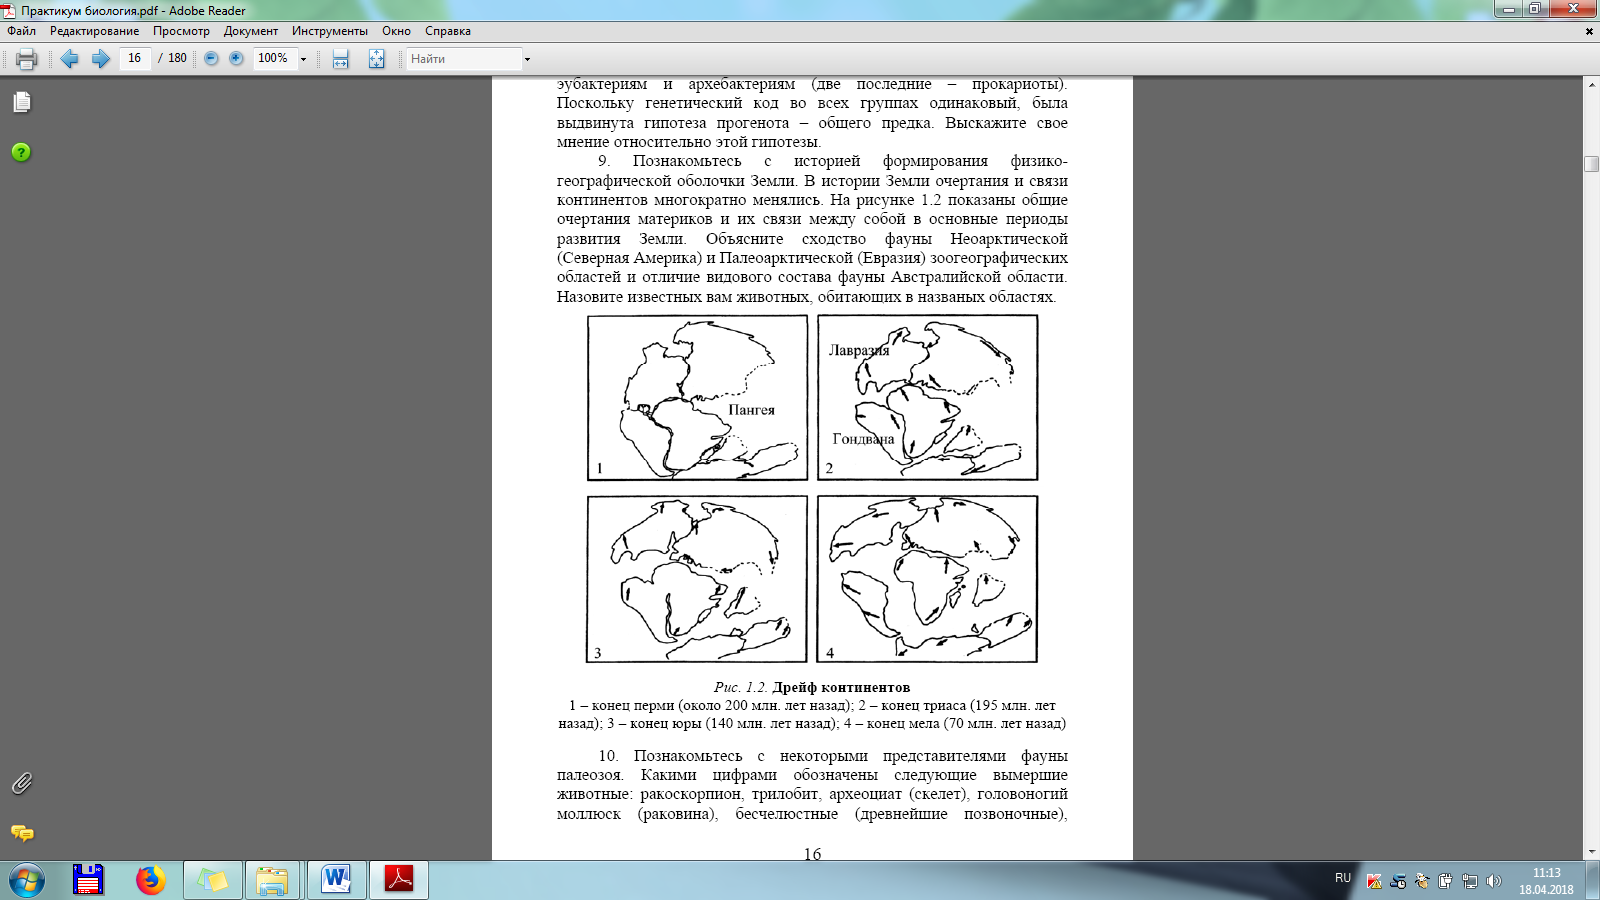 Практикум биология.pdf - Adobe Reader
Файл Редактирование Просмотр Документ Инструменты Окно Справка
16 / 180 100% Найти
эубактериям и архебактериям (две последние – прокариоты).
Поскольку генетический код во всех группах одинаковый, была
выдвинута гипотеза прогенота – общего предка. Выскажите свое
мнение относительно этой гипотезы.
9. Познакомьтесь с историей формирования физико-
географической оболочки Земли. В истории Земли очертания и связи
континентов многократно менялись. На рисунке 1.2 показаны общие
очертания материков и их связи между собой в основные периоды
развития Земли. Объясните сходство фауны Неоарктической
(Северная Америка) и Палеоарктической (Евразия) зоогеографических
областей и отличие видового состава фауны Австралийской области.
Назовите известных вам животных, обитающих в названых областях.
Пангея
1
Лавразия
Гондвана
2
3
4
Рис. 1.2. Дрейф континентов
1 – конец перми (около 200 млн. лет назад); 2 – конец триаса (195 млн. лет
назад); 3 – конец юры (140 млн. лет назад); 4 – конец мела (70 млн. лет назад)
10. Познакомьтесь с некоторыми представителями фауны
палеозоя. Какими цифрами обозначены следующие вымершие
животные: ракоскорпион, трилобит, археоциат (скелет), головоногий
моллюск (раковина), бесчелюстные (древнейшие позвоночные),
16
RU
11:13
18.04.2018